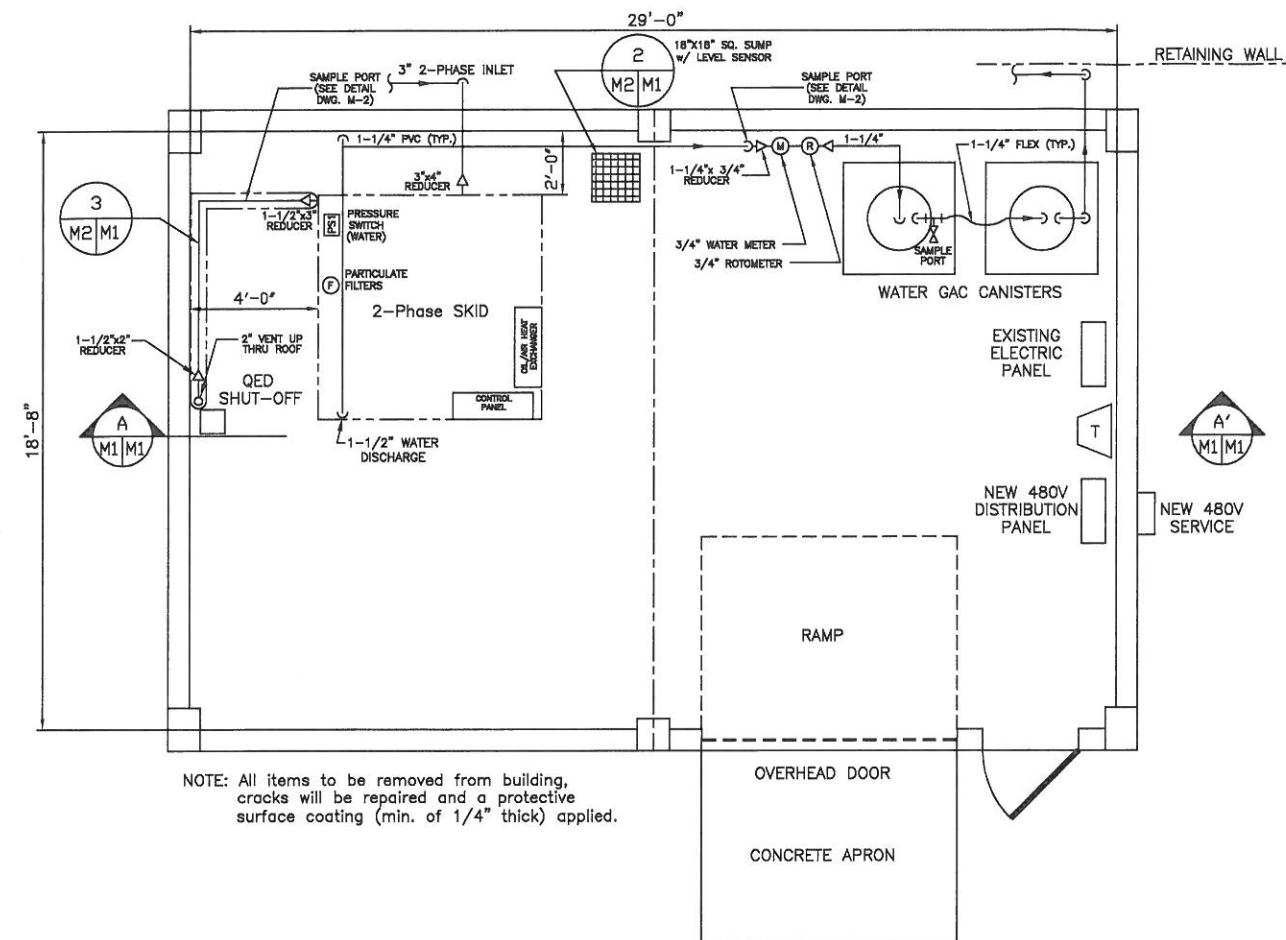 29'-0"
RETAINING WALL
SAMPLE PORT
(SEE DETAIL
DWG. M-2)
3" 2-PHASE INLET
2
M2 M1
18"X18" SQ. SUMP
w/ LEVEL SENSOR
SAMPLE PORT
(SEE DETAIL
DWG. M-2)
1-1/4" PVC (TYP.)
2'-0"
M
R
1-1/4"
1-1/4"x 3/4"
REDUCER
1-1/4" FLEX (TYP.)
3"x4"
REDUCER
3
M2 M1
1-1/2"x3"
REDUCER
PS1
PRESSURE
SWITCH
(WATER)
3/4" WATER METER
3/4" ROTOMETER
SAMPLE
PORT
WATER GAC CANISTERS
F
PARTICULATE
FILTERS
4'-0"
2-Phase SKID
OIL/AIR HEAT
EXCHANGER
1-1/2"x2"
REDUCER
2" VENT UP
THRU ROOF
QED
SHUT-OFF
CONTROL
PANEL
EXISTING
ELECTRIC
PANEL
18'-8"
A
M1 M1
1-1/2" WATER
DISCHARGE
T
A'
M1 M1
NEW 480V
DISTRIBUTION
PANEL
NEW 480V
SERVICE
RAMP
OVERHEAD DOOR
CONCRETE APRON
NOTE: All items to be removed from building,
cracks will be repaired and a protective
surface coating (min. of 1/4" thick) applied.